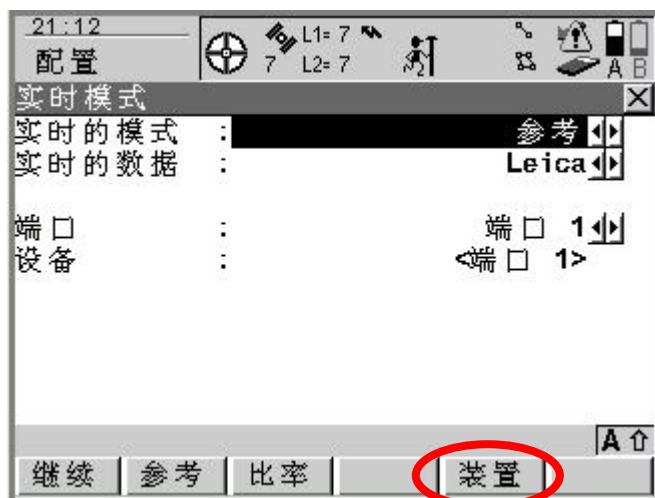 21:12
配置
L1= 7
7 L2= 7
A B
实时模式
实时的模式 : 参考
实时的数据 : Leica
端口 : 端口 1
设备 : <端口 1>
A
继续 参考 比率 装置